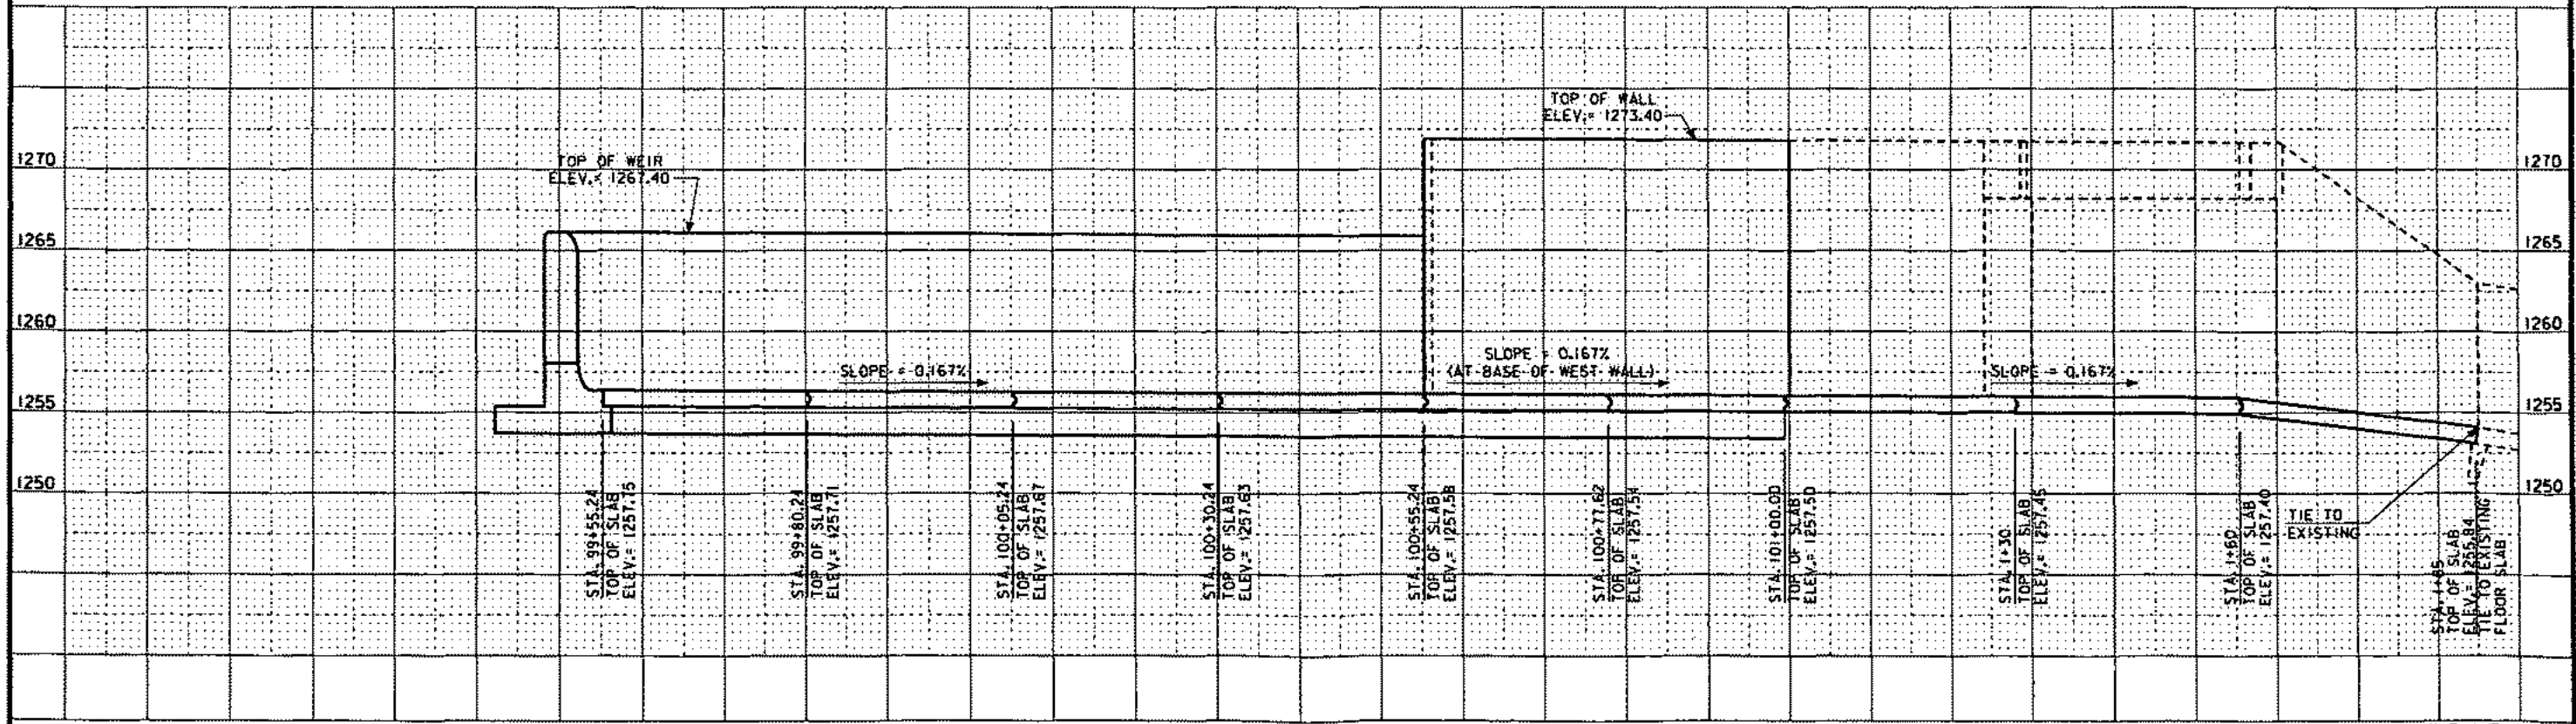 TOP OF WALL
ELEV.= 1273.40
1270
TOP OF WEIR
ELEV.= 1267.40
1270
1265
1265
1260
1260
SLOPE = 0.167%
SLOPE = 0.167%
(AT BASE OF WEST WALL)
SLOPE = 0.167%
1255
1255
1250
1250
STA. 99+55.24
TOP OF SLAB
ELEV.= 1257.75
STA. 99+80.24
TOP OF SLAB
ELEV.= 1257.71
STA. 100+05.24
TOP OF SLAB
ELEV.= 1257.67
STA. 100+30.24
TOP OF SLAB
ELEV.= 1257.63
STA. 100+55.24
TOP OF SLAB
ELEV.= 1257.58
STA. 100+77.62
TOP OF SLAB
ELEV.= 1257.54
STA. 101+00.00
TOP OF SLAB
ELEV.= 1257.50
STA. 1+30
TOP OF SLAB
ELEV.= 1257.45
STA. 1+60
TOP OF SLAB
ELEV.= 1257.40
TIE TO
EXISTING
STA. 1+85
TOP OF SLAB
ELEV.= 1255.84
TIE TO EXISTING
FLOOR SLAB